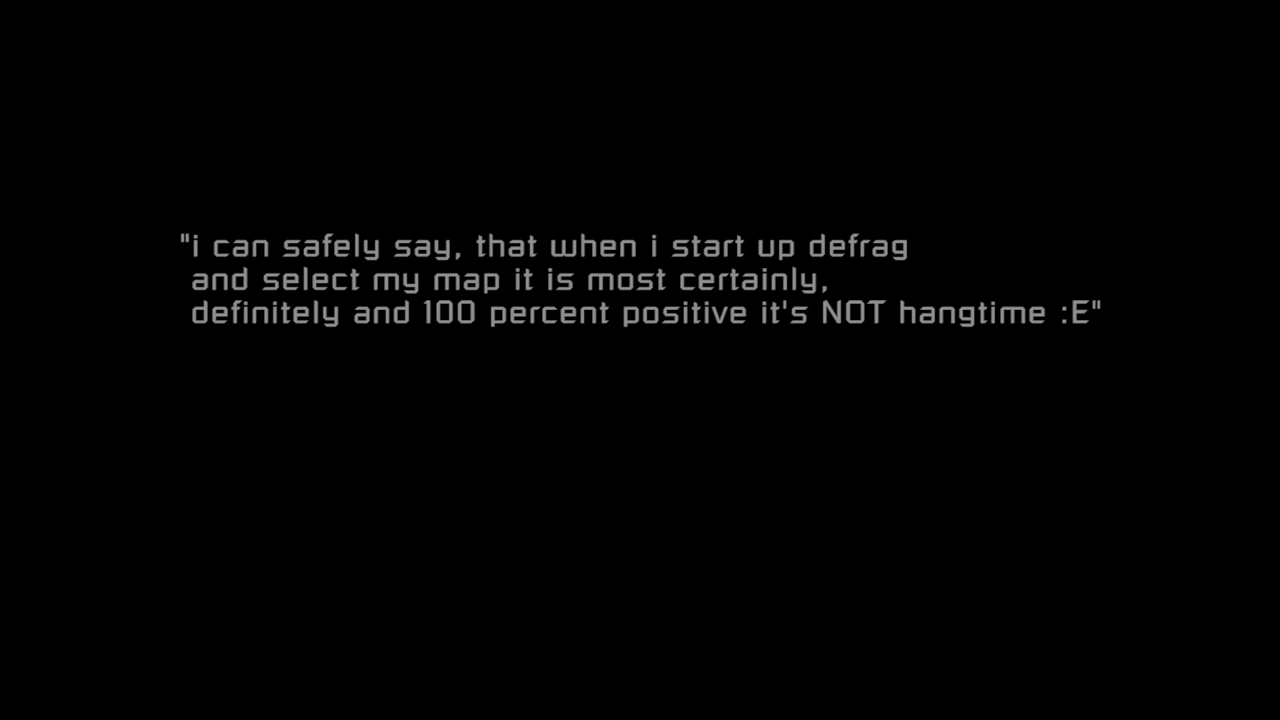 "i can safely say, that when i start up defrag
and select my map it is most certainly,
definitely and 100 percent positive it's NOT hangtime :E"